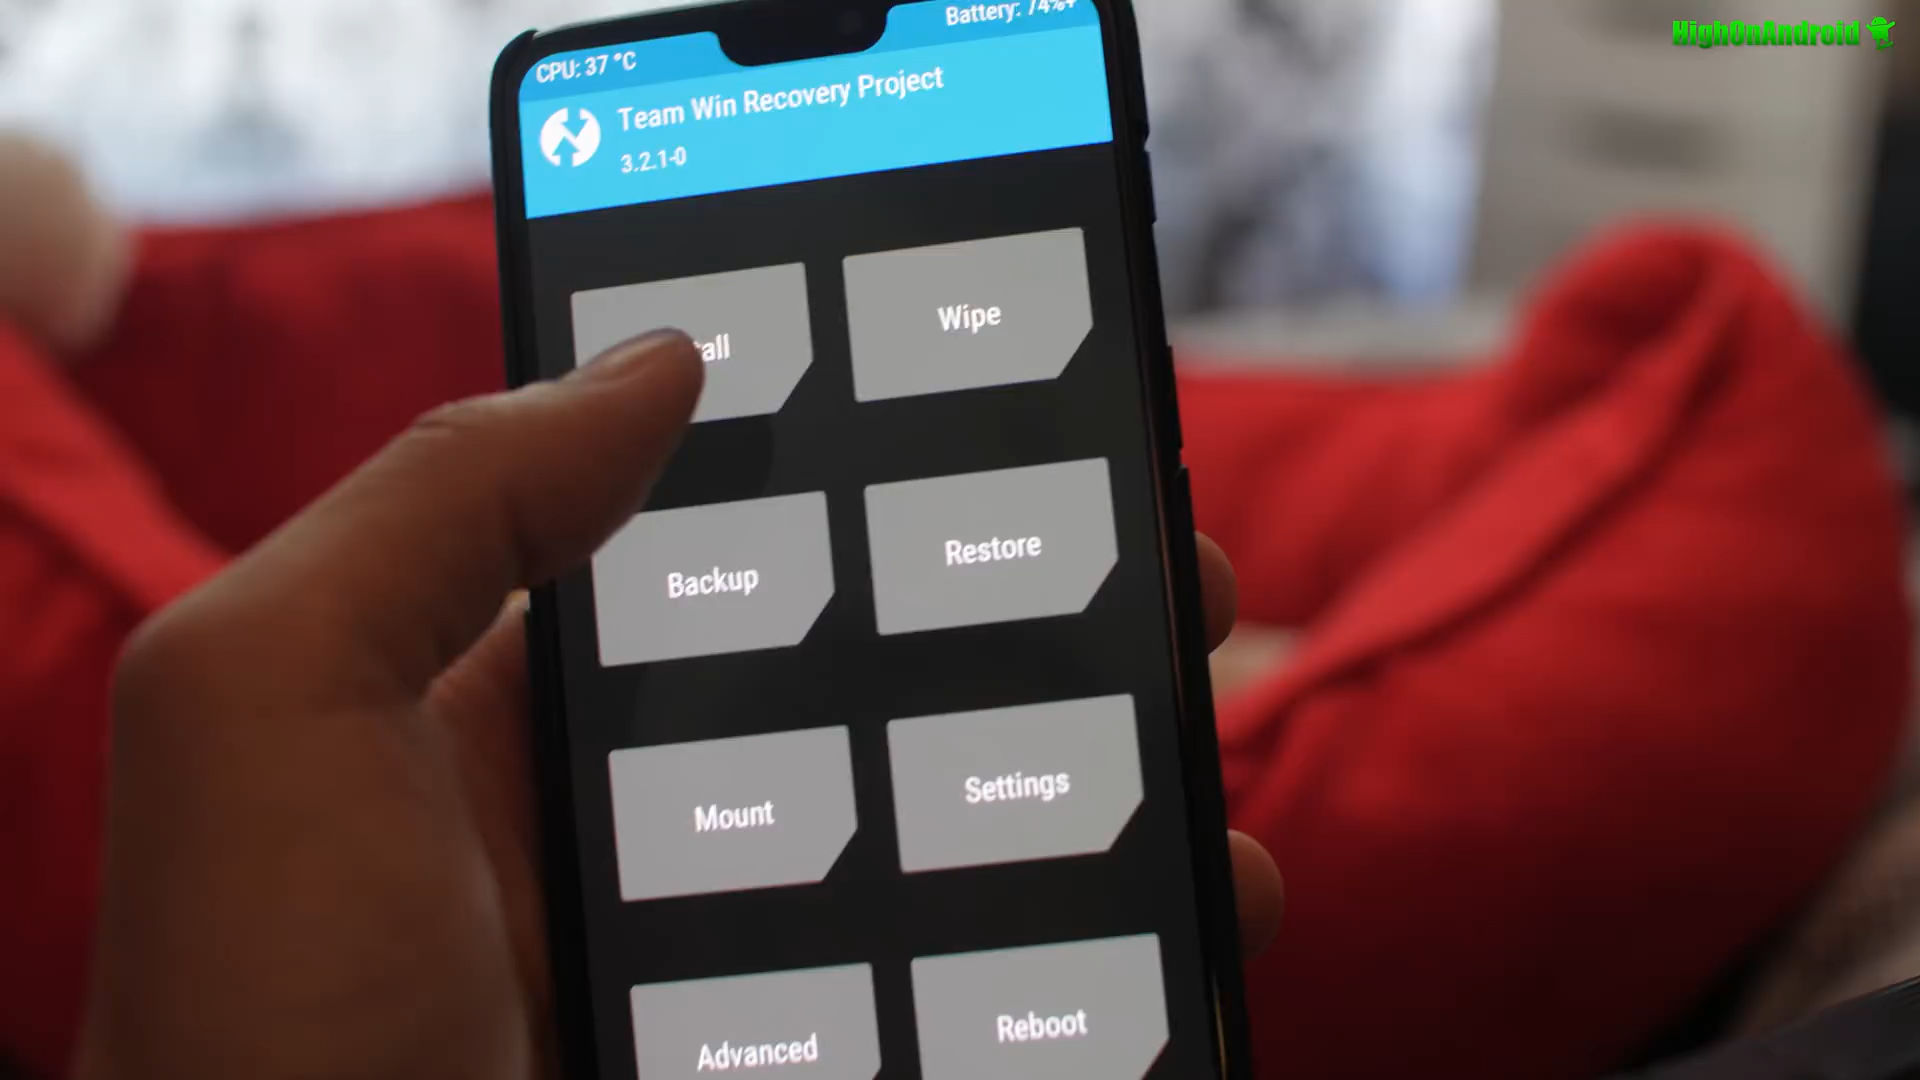 HighOnAndroid
CPU: 37 °C
Battery: 74%+
Team Win Recovery Project
3.2.1-0
Wipe
Backup
Restore
Mount
Settings
Advanced
Reboot